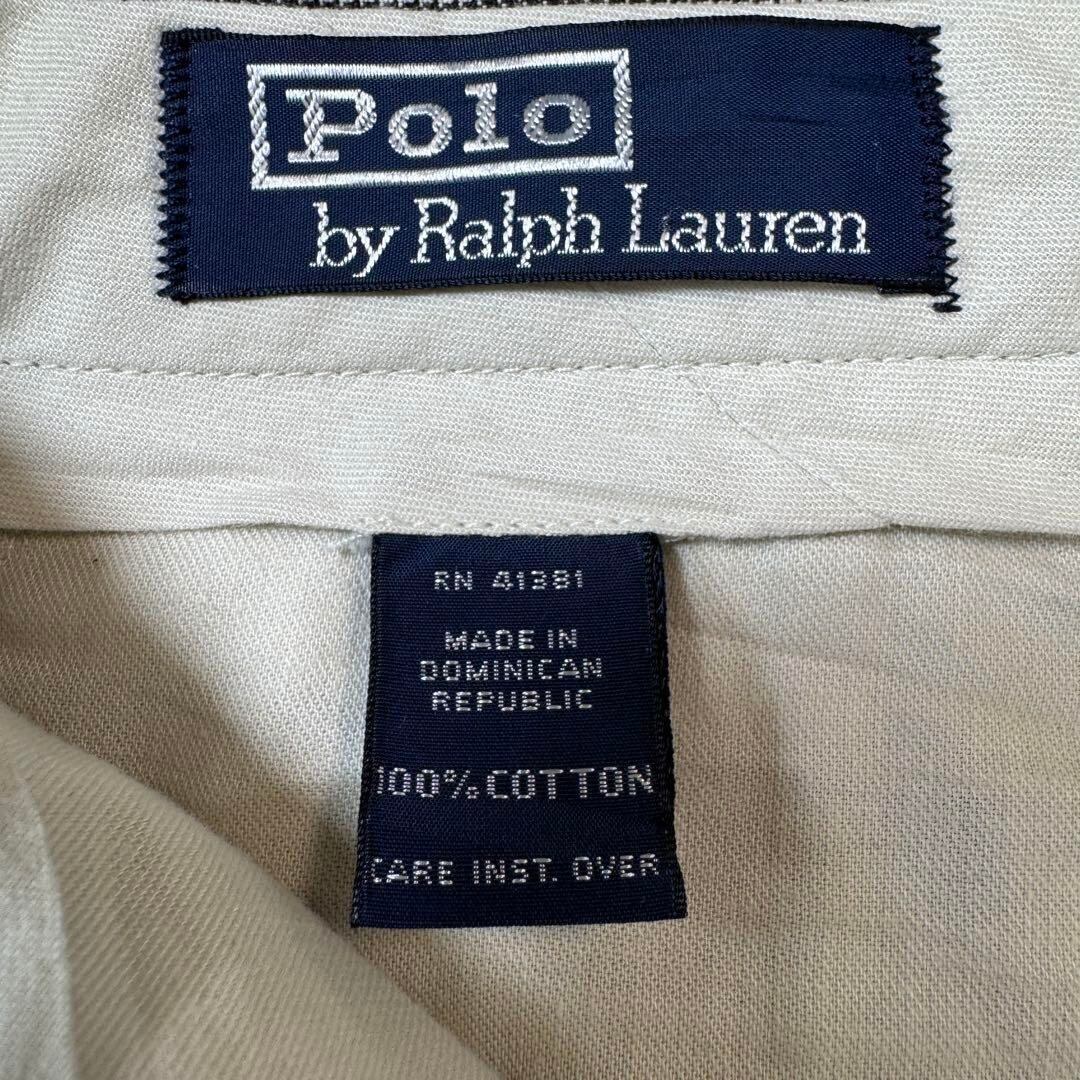 Polo
by Ralph Lauren
RN 41381
MADE IN
DOMINICAN
REPUBLIC
100% COTTON
CARE INST. OVER